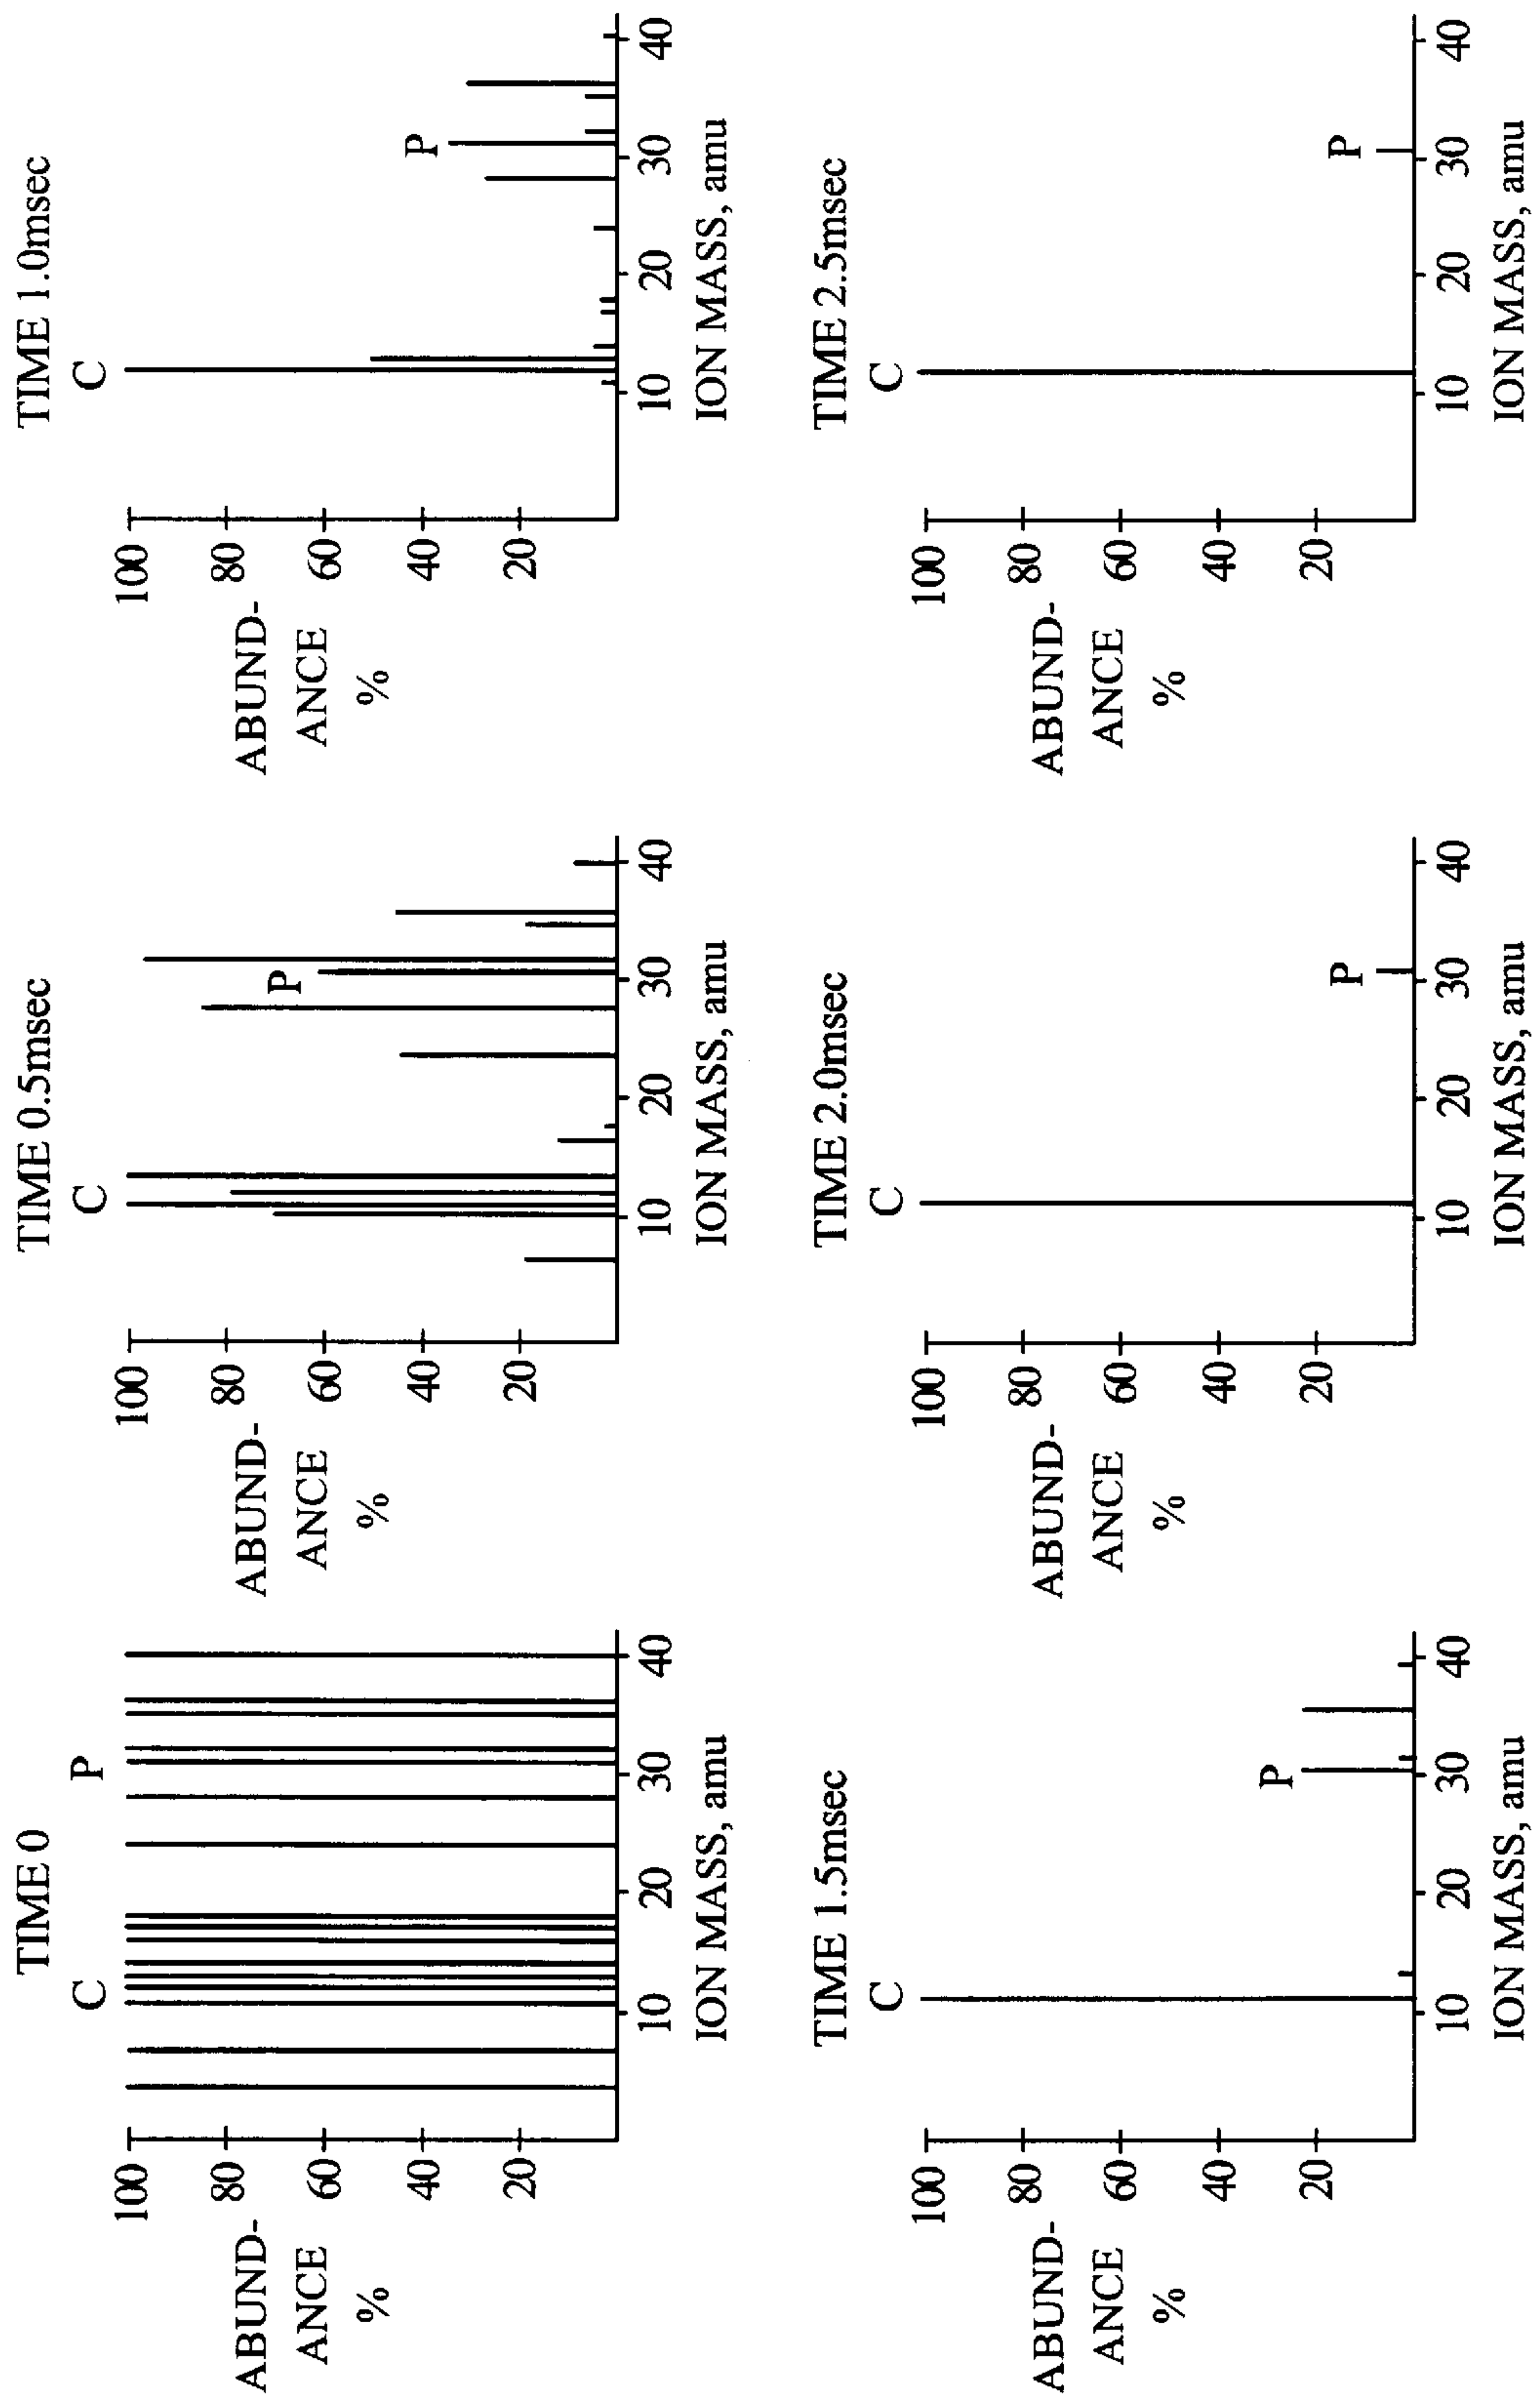 TIME 0
C P
100
80
60
40
20
ABUND-
ANCE
%
10 20 30 40
ION MASS, amu
TIME 0.5msec
C
P
100
80
60
40
20
ABUND-
ANCE
%
10 20 30 40
ION MASS, amu
TIME 1.0msec
C
P
100
80
60
40
20
ABUND-
ANCE
%
10 20 30 40
ION MASS, amu
TIME 1.5msec
C
P
100
80
60
40
20
ABUND-
ANCE
%
10 20 30 40
ION MASS, amu
TIME 2.0msec
C
P
100
80
60
40
20
ABUND-
ANCE
%
10 20 30 40
ION MASS, amu
TIME 2.5msec
C
P
100
80
60
40
20
ABUND-
ANCE
%
10 20 30 40
ION MASS, amu